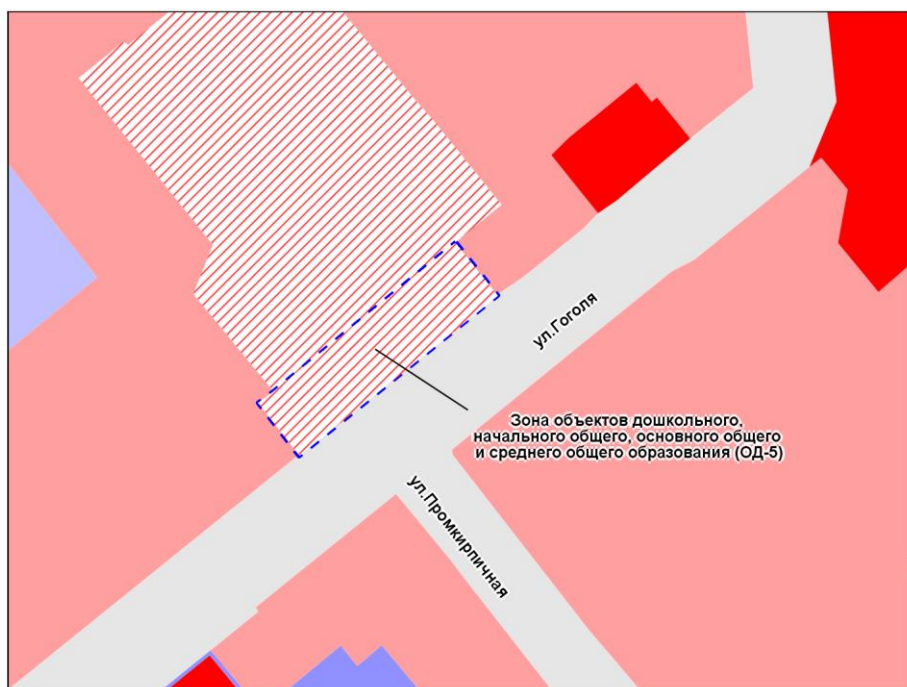 ул.Гоголя
Зона объектов дошкольного,
начального общего, основного общего
и среднего общего образования (ОД-5)
ул.Промкирпичная